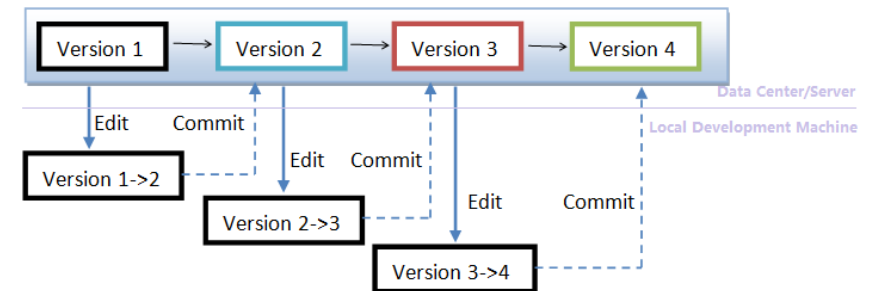 Version 1
Version 2
Version 3
Version 4
Data Center/Server
Local Development Machine
Edit
Commit
Version 1->2
Edit
Commit
Version 2->3
Edit
Commit
Version 3->4